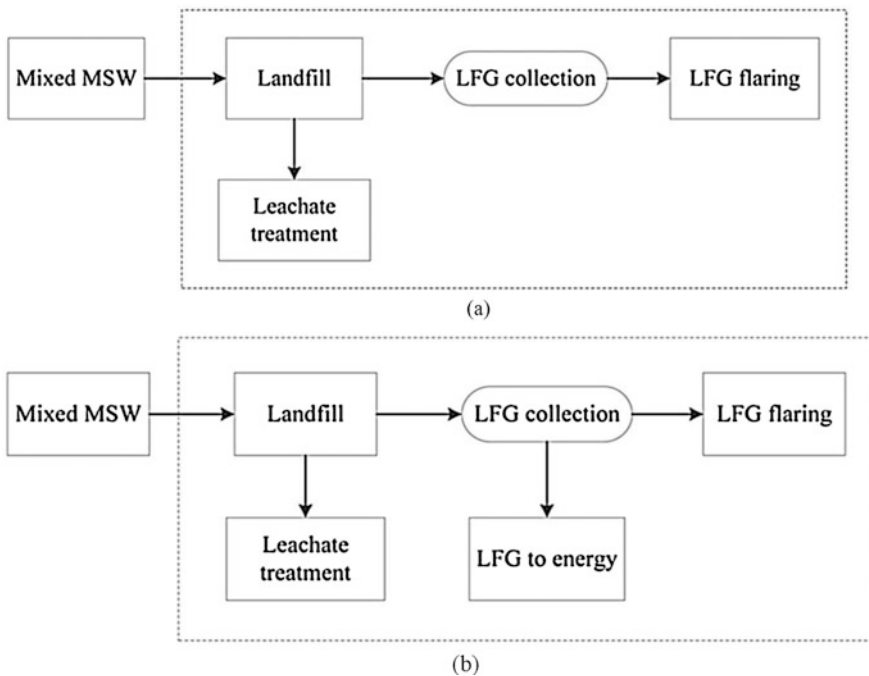 Mixed MSW
Landfill
LFG collection
LFG flaring
Leachate
treatment
(a)
Mixed MSW
Landfill
LFG collection
LFG flaring
Leachate
treatment
LFG to energy
(b)